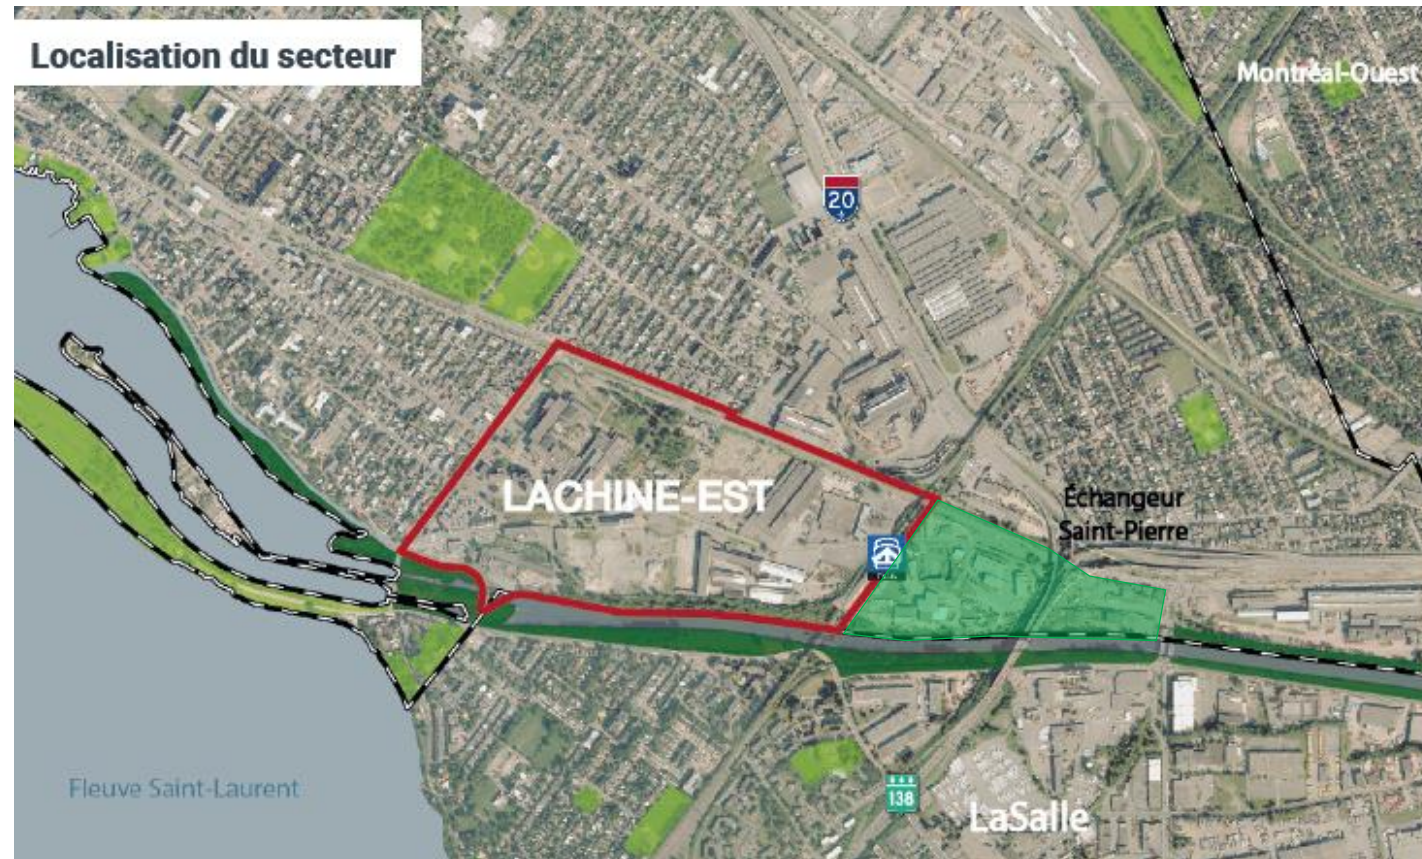 Localisation du secteur
Montréal-Ouest
20
LACHINE-EST
Échangeur
Saint-Pierre
Fleuve Saint-Laurent
138
LaSalle